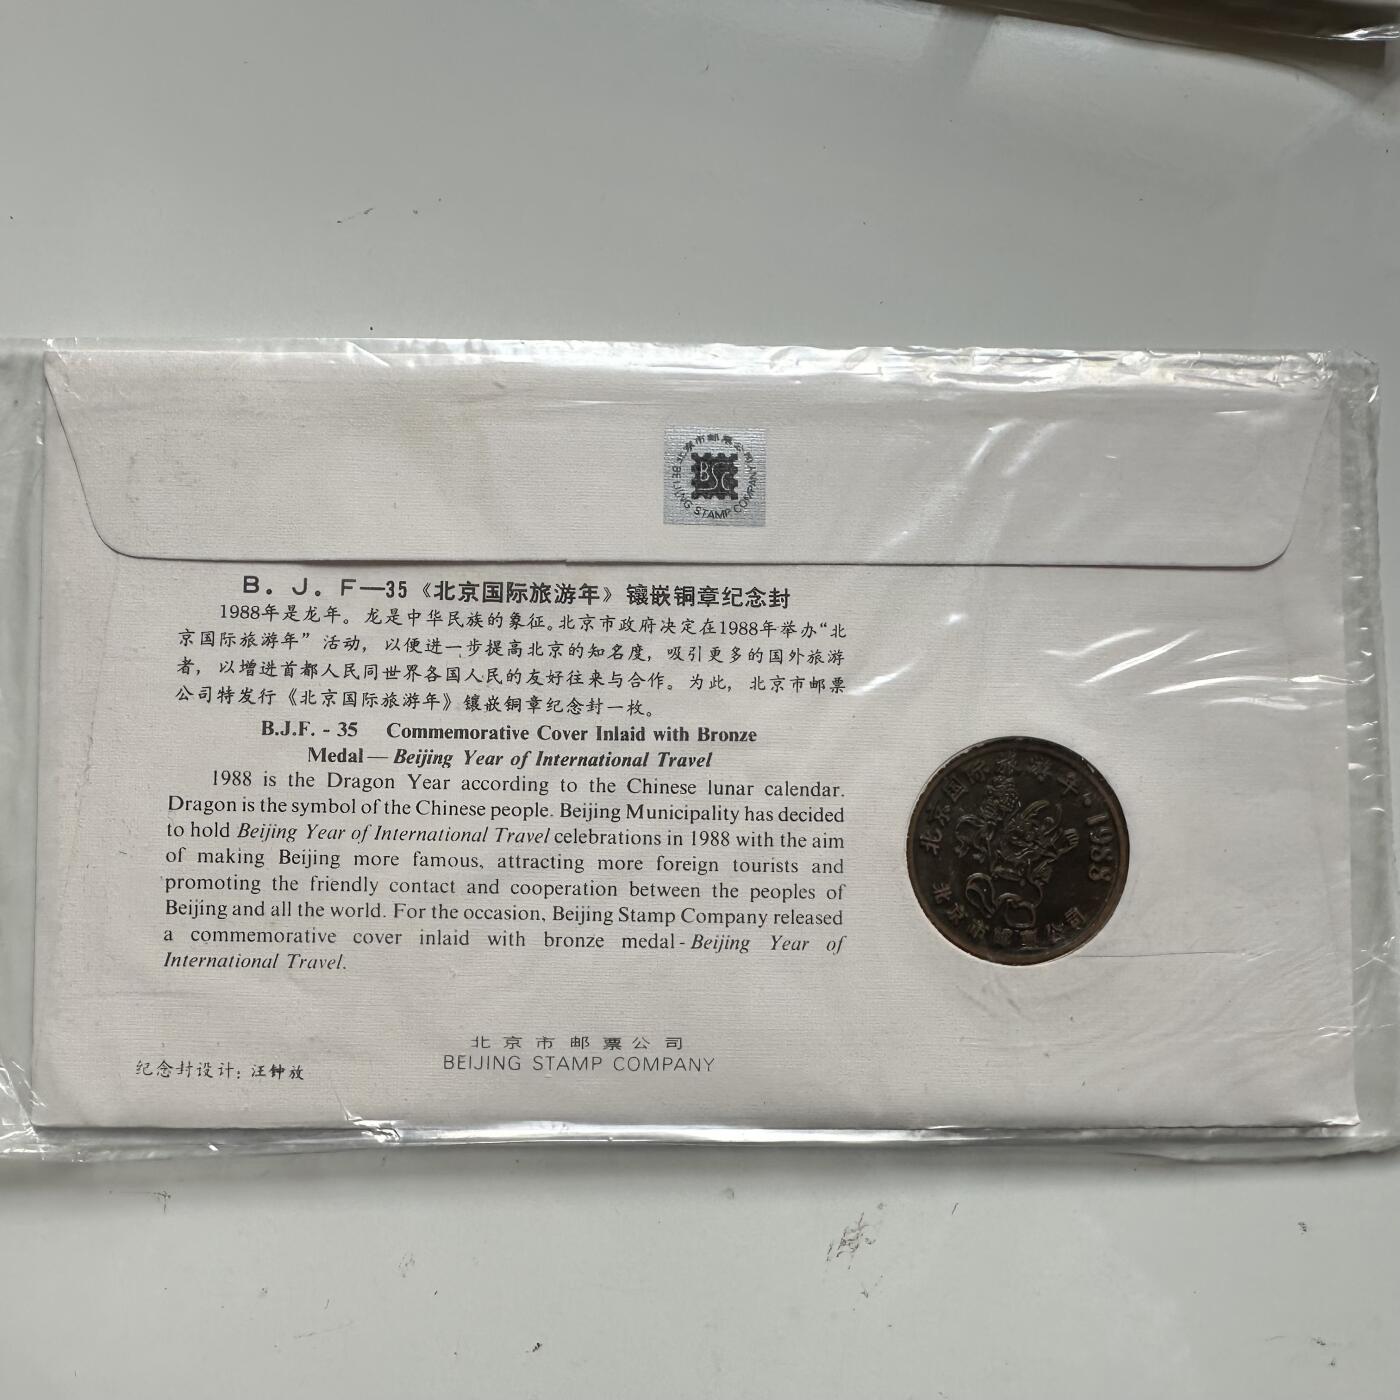 北京市邮票公司
BSC
BEIJING STAMP COMPANY
B. J. F—35《北京国际旅游年》镶嵌铜章纪念封
1988年是龙年。龙是中华民族的象征。北京市政府决定在1988年举办“北
京国际旅游年”活动，以便进一步提高北京的知名度，吸引更多的国外旅游
者，以增进首都人民同世界各国人民的友好往来与合作。为此，北京市邮票
公司特发行《北京国际旅游年》镶嵌铜章纪念封一枚。
B.J.F. - 35 Commemorative Cover Inlaid with Bronze
Medal— Beijing Year of International Travel
1988 is the Dragon Year according to the Chinese lunar calendar.
Dragon is the symbol of the Chinese people. Beijing Municipality has decided
to hold Beijing Year of International Travel celebrations in 1988 with the aim
of making Beijing more famous, attracting more foreign tourists and
promoting the friendly contact and cooperation between the peoples of
Beijing and all the world. For the occasion, Beijing Stamp Company released
a commemorative cover inlaid with bronze medal-Beijing Year of
International Travel.
北京国际旅游年·1988
北京市邮票公司
北京市邮票公司
BEIJING STAMP COMPANY
纪念封设计：汪钟放